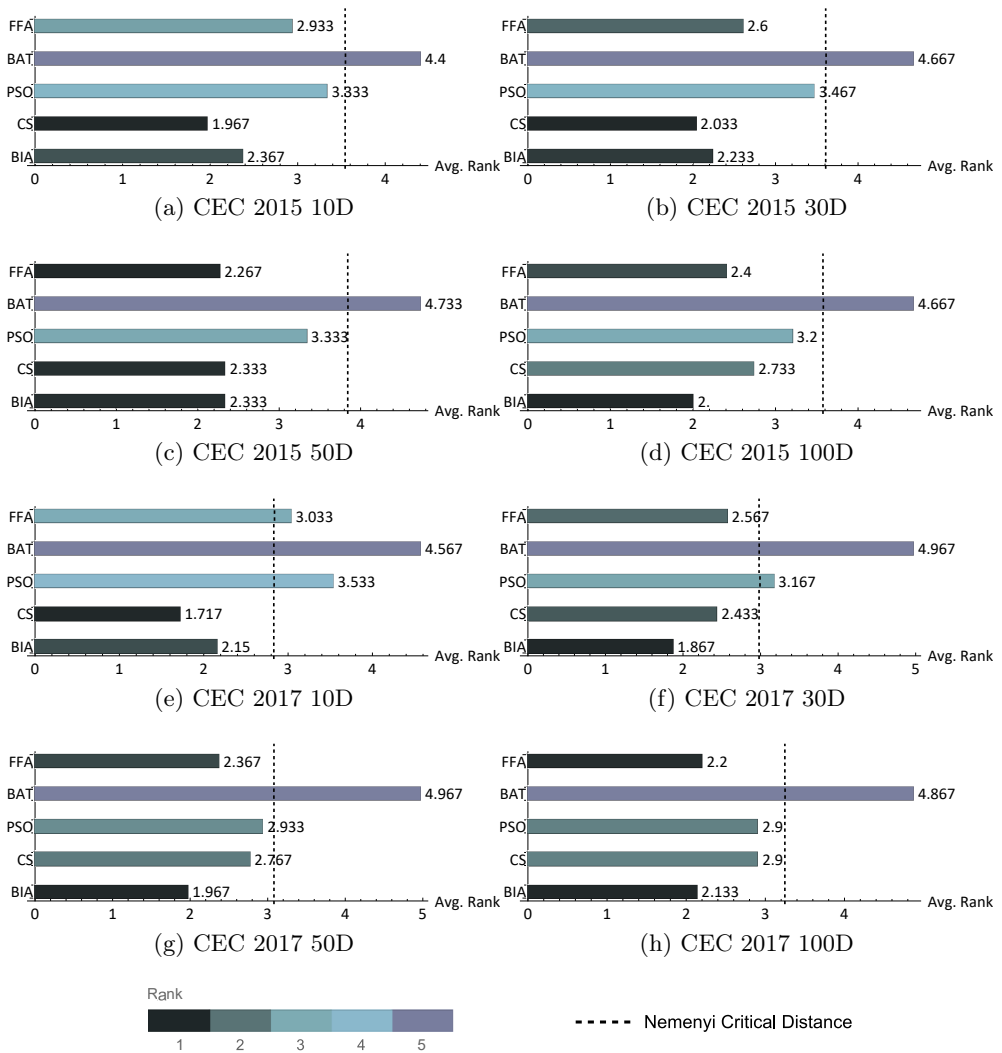 FFA 2.933
BAT 4.4
PSO 3.333
CS 1.967
BIA 2.367
0 1 2 3 4 Avg. Rank
(a) CEC 2015 10D
FFA 2.6
BAT 4.667
PSO 3.467
CS 2.033
BIA 2.233
0 1 2 3 4 Avg. Rank
(b) CEC 2015 30D
FFA 2.267
BAT 4.733
PSO 3.333
CS 2.333
BIA 2.333
0 1 2 3 4 Avg. Rank
(c) CEC 2015 50D
FFA 2.4
BAT 4.667
PSO 3.2
CS 2.733
BIA 2.
0 1 2 3 4 Avg. Rank
(d) CEC 2015 100D
FFA 3.033
BAT 4.567
PSO 3.533
CS 1.717
BIA 2.15
0 1 2 3 4 Avg. Rank
(e) CEC 2017 10D
FFA 2.567
BAT 4.967
PSO 3.167
CS 2.433
BIA 1.867
0 1 2 3 4 5 Avg. Rank
(f) CEC 2017 30D
FFA 2.367
BAT 4.967
PSO 2.933
CS 2.767
BIA 1.967
0 1 2 3 4 5 Avg. Rank
(g) CEC 2017 50D
FFA 2.2
BAT 4.867
PSO 2.9
CS 2.9
BIA 2.133
0 1 2 3 4 Avg. Rank
(h) CEC 2017 100D
Rank
1 2 3 4 5
Nemenyi Critical Distance